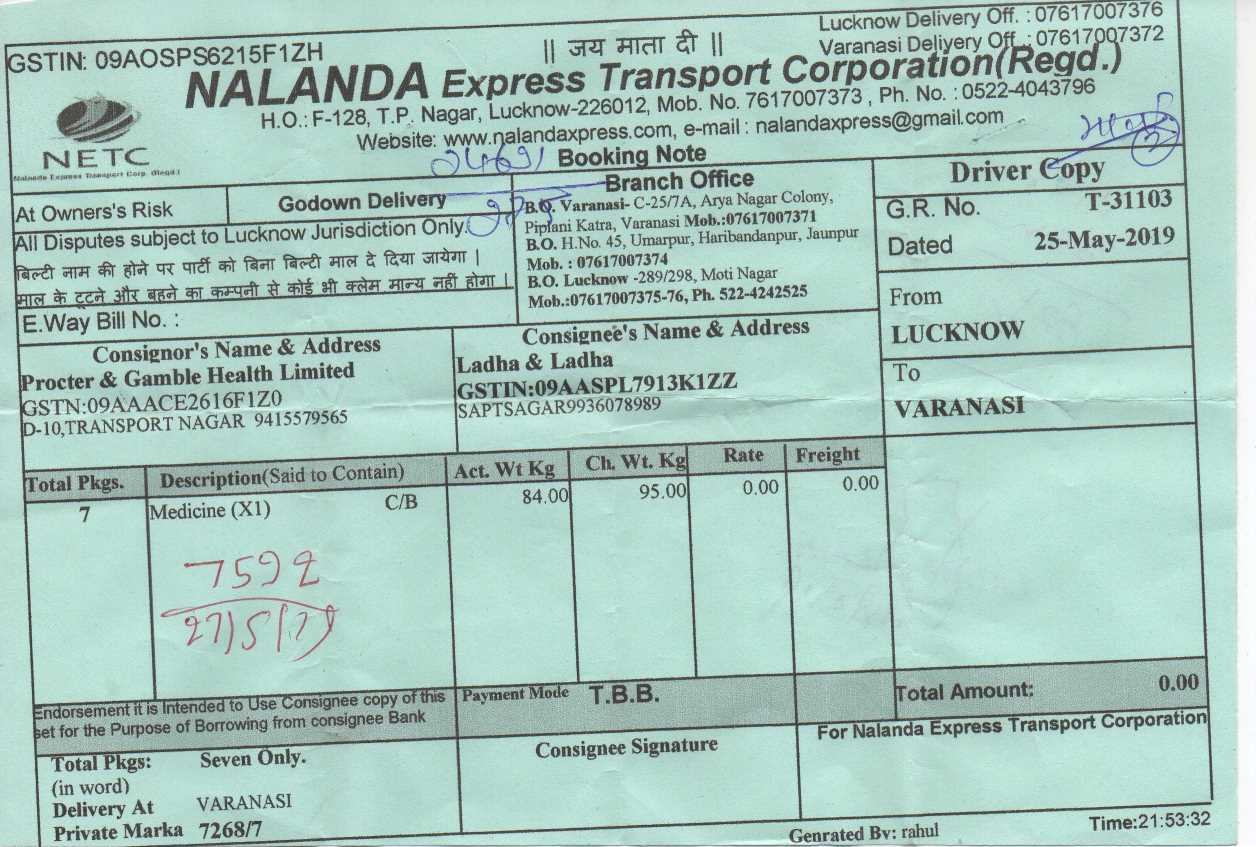 Lucknow Delivery Off. : 07617007376
GSTIN: 09AOSPS6215F1ZH
|| जय माता दी ||
Varanasi Delivery Off. : 07617007372
NALANDA Express Transport Corporation(Regd.)
H.O.: F-128, T.P. Nagar, Lucknow-226012, Mob. No. 7617007373 , Ph. No. : 0522-4043796
Website: www.nalandaxpress.com, e-mail : nalandaxpress@gmail.com
NETC
Nalanda Express Transport Corp. (Regd.)
Booking Note
Driver Copy
At Owners's Risk
Godown Delivery
All Disputes subject to Lucknow Jurisdiction Only.
बिल्टी नाम की होने पर पार्टी को बिना बिल्टी माल दे दिया जायेगा |
माल के टूटने और बहने का कम्पनी से कोई भी क्लेम मान्य नहीं होगा |
E.Way Bill No. :
Branch Office
B.O. Varanasi- C-25/7A, Arya Nagar Colony,
Piplani Katra, Varanasi Mob.:07617007371
B.O. H.No. 45, Umarpur, Haribandanpur, Jaunpur
Mob. : 07617007374
B.O. Lucknow -289/298, Moti Nagar
Mob.:07617007375-76, Ph. 522-4242525
G.R. No. T-31103
Dated 25-May-2019
From
LUCKNOW
To
VARANASI
Consignor's Name & Address
Procter & Gamble Health Limited
GSTN:09AAACE2616F1Z0
D-10,TRANSPORT NAGAR 9415579565
Consignee's Name & Address
Ladha & Ladha
GSTIN:09AASPL7913K1ZZ
SAPTSAGAR9936078989
Total Pkgs. Description(Said to Contain) Act. Wt Kg Ch. Wt. Kg Rate Freight
7 Medicine (X1) C/B 84.00 95.00 0.00 0.00
Endorsement it is Intended to Use Consignee copy of this
set for the Purpose of Borrowing from consignee Bank
Payment Mode T.B.B.
Total Amount: 0.00
Total Pkgs: Seven Only.
(in word)
Delivery At VARANASI
Private Marka 7268/7
Consignee Signature
For Nalanda Express Transport Corporation
Genrated By: rahul
Time:21:53:32